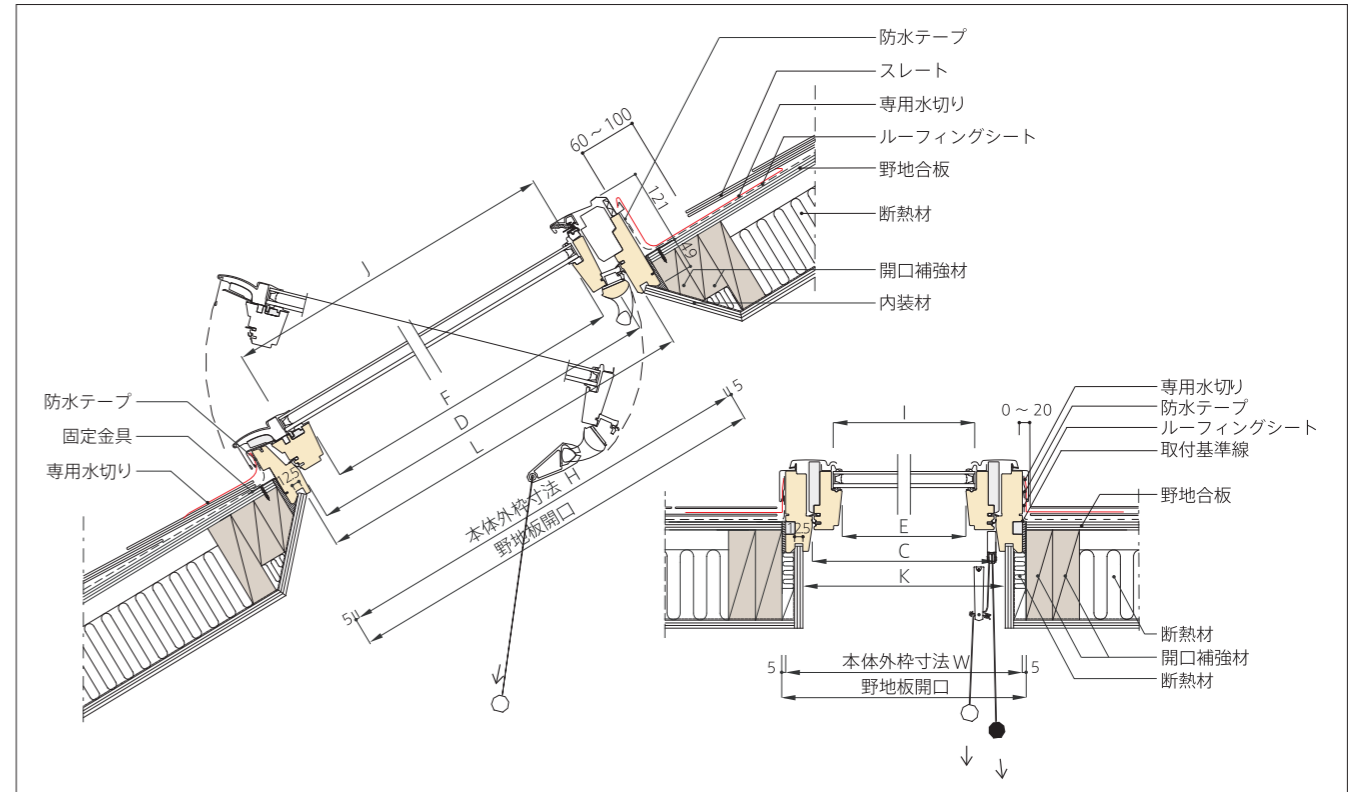 防水テープ
スレート
専用水切り
ルーフィングシート
野地合板
断熱材
開口補強材
内装材
60～100
121
49
J
F
D
L
本体外枠寸法 H
野地板開口
5
5
防水テープ
固定金具
専用水切り
25
専用水切り
防水テープ
ルーフィングシート
取付基準線
野地合板
0～20
I
E
25
C
K
5
本体外枠寸法 W
5
野地板開口
断熱材
開口補強材
断熱材